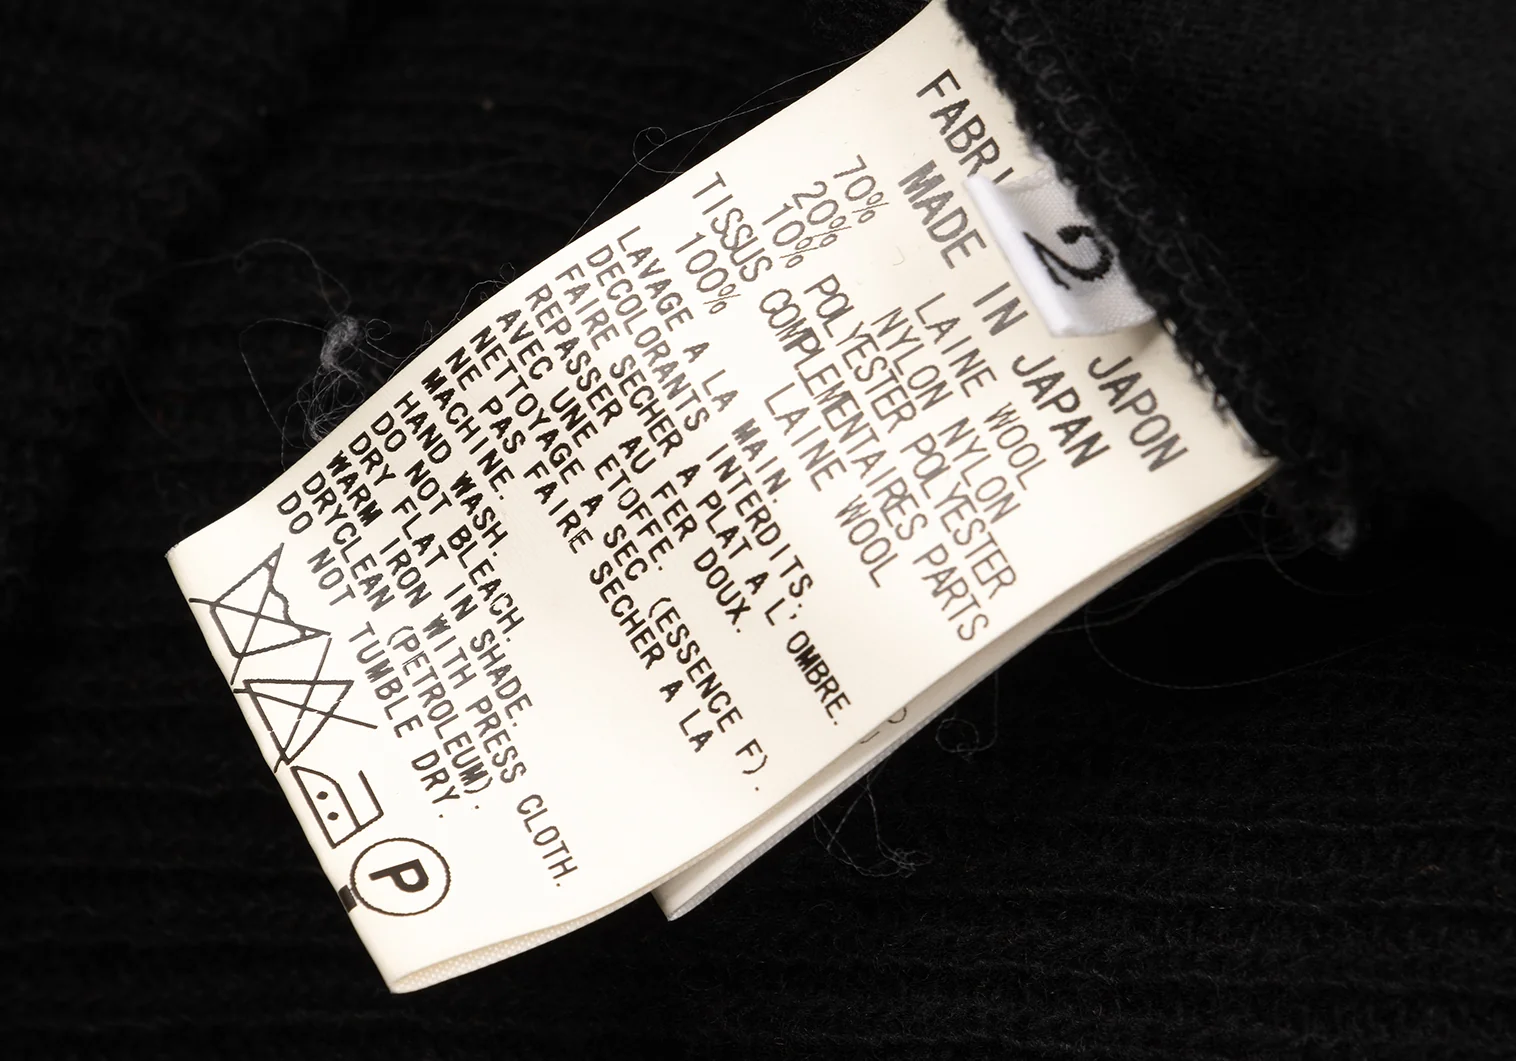 JAPON
MADE IN JAPAN
2
70% LAINE WOOL
20% NYLON NYLON
10% POLYESTER POLYESTER
TISSUS COMPLEMENTAIRES PARTS
100% LAINE WOOL
LAVAGE A LA MAIN.
DECOLORANTS INTERDITS;
FAIRE SECHER A PLAT A L'OMBRE.
REPASSER AU FER DOUX.
AVEC UNE ETOFFE.
NETTOYAGE A SEC (ESSENCE F).
NE PAS FAIRE SECHER A LA
MACHINE.
HAND WASH.
DO NOT BLEACH.
DRY FLAT IN SHADE.
WARM IRON WITH PRESS CLOTH.
DRYCLEAN (PETROLEUM).
DO NOT TUMBLE DRY.
P